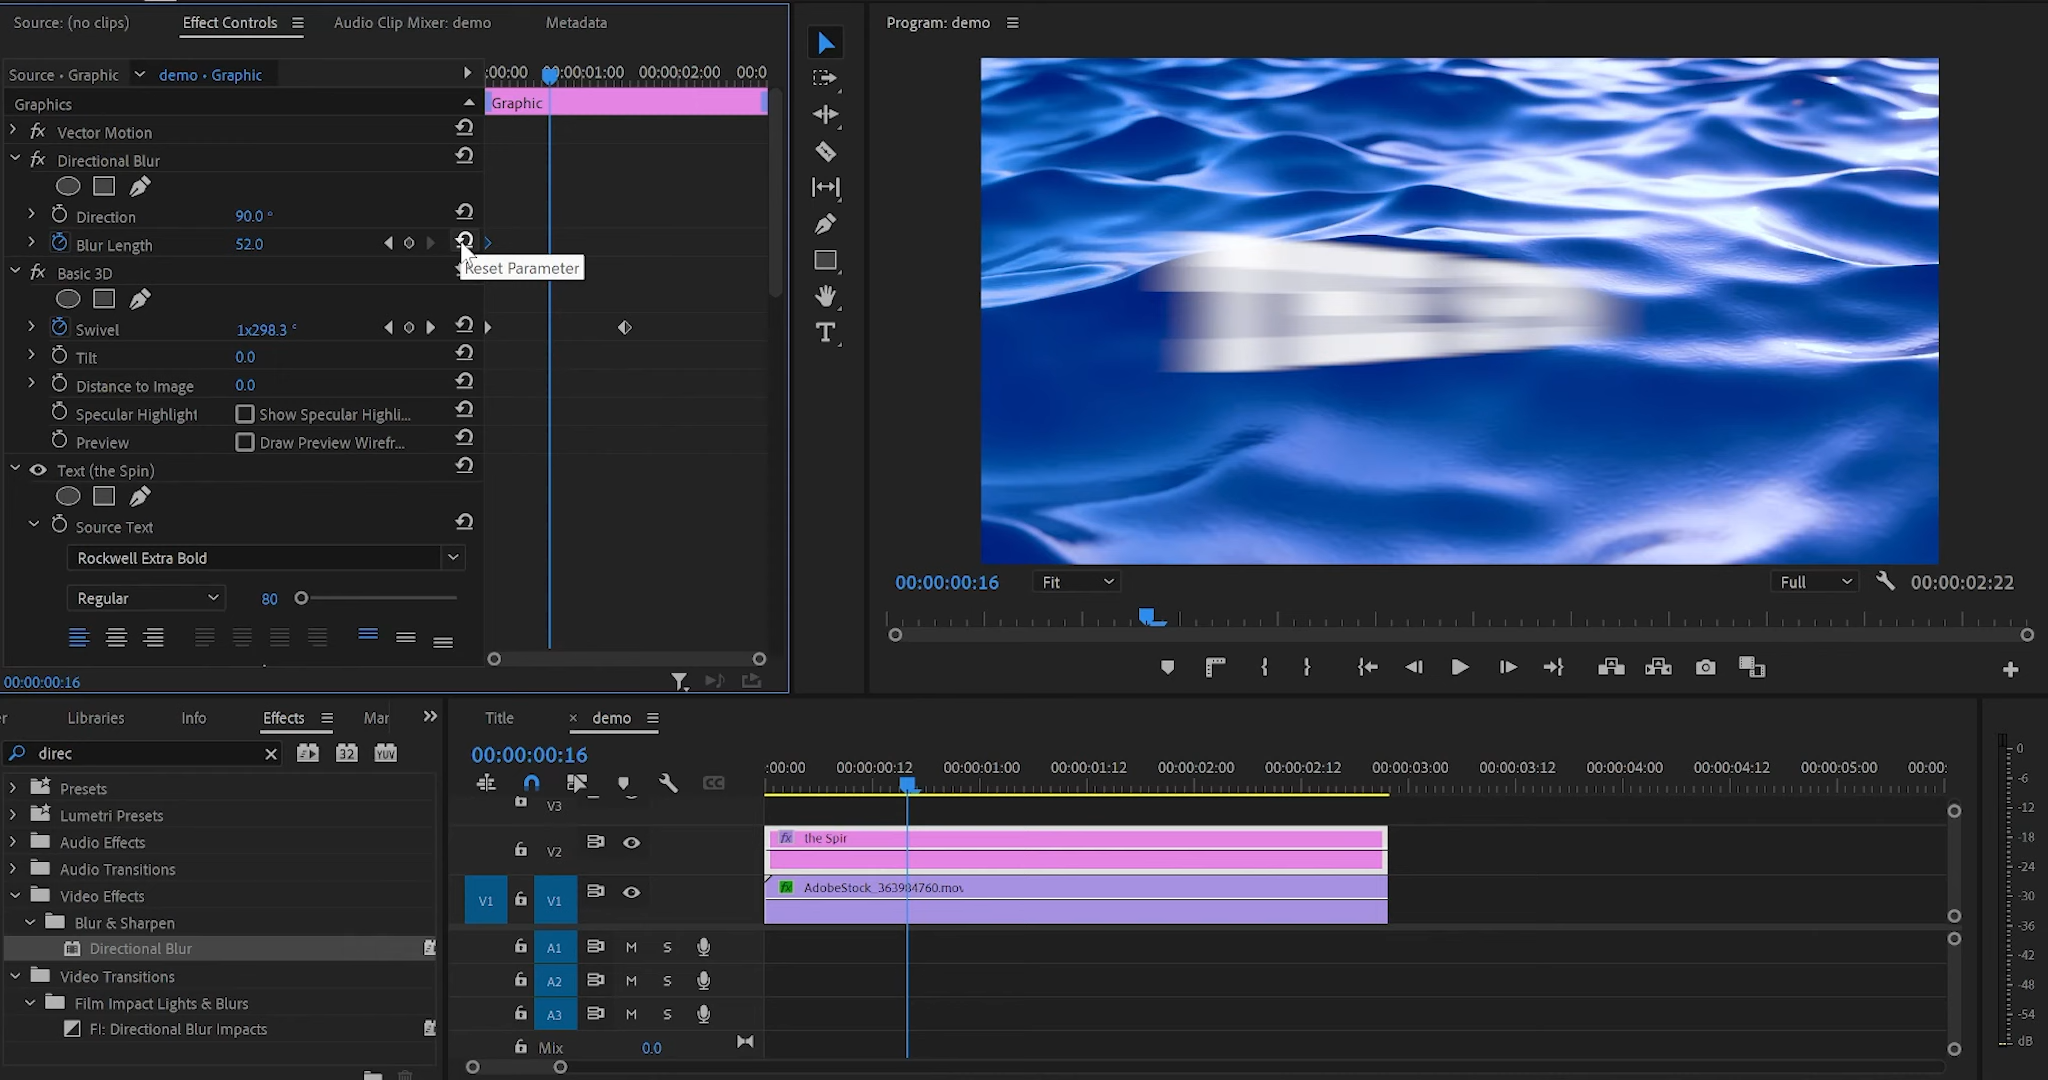 Source: (no clips)
Effect Controls
Audio Clip Mixer: demo
Metadata
Source • Graphic
demo • Graphic
:00:00
00:00:01:00
00:00:02:00
00:0
Graphics
Graphic
fx Vector Motion
fx Directional Blur
Direction 90.0 °
Blur Length 52.0
Reset Parameter
fx Basic 3D
Swivel 1x298.3 °
Tilt 0.0
Distance to Image 0.0
Specular Highlight Show Specular Highli...
Preview Draw Preview Wirefr...
Text (the Spin)
Source Text
Rockwell Extra Bold
Regular 80
00:00:00:16
Program: demo
00:00:00:16
Fit
Full
00:00:02:22
r
Libraries
Info
Effects
Mar
direc
32
YUV
Presets
Lumetri Presets
Audio Effects
Audio Transitions
Video Effects
Blur & Sharpen
Directional Blur
Video Transitions
Film Impact Lights & Blurs
FI: Directional Blur Impacts
Title
× demo
00:00:00:16
CC
:00:00
00:00:00:12
00:00:01:00
00:00:01:12
00:00:02:00
00:00:02:12
00:00:03:00
00:00:03:12
00:00:04:00
00:00:04:12
00:00:05:00
00:00:
V3
V2
fx the Spin
V1
V1
fx AdobeStock_363984760.mov
A1 M S
A2 M S
A3 M S
Mix 0.0
0
-6
-12
-18
-24
-30
-36
-42
-48
-54
dB